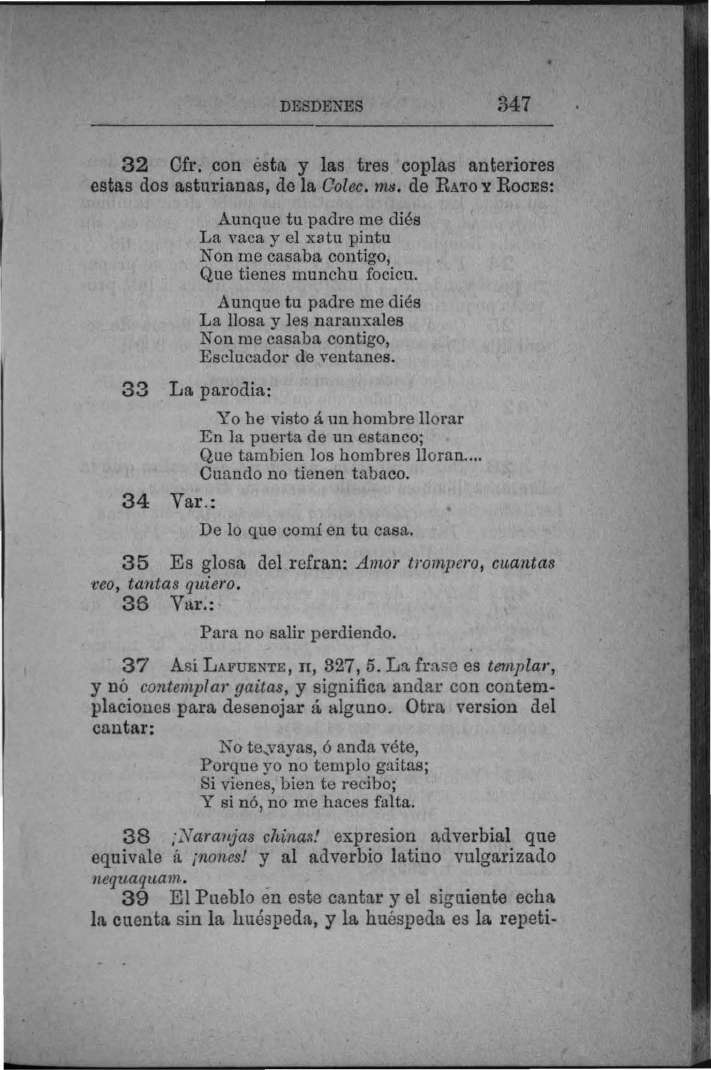 DESDENES 347
32 Cfr. con ésta y las tres coplas anteriores
estas dos asturianas, de la Colec. ms. de RATO Y ROCES:
Aunque tu padre me diés
La vaca y el xatu pintu
Non me casaba contigo,
Que tienes munchu focicu.
Aunque tu padre me diés
La llosa y les naranxales
Non me casaba contigo,
Esclucador de ventanes.
33 La parodia:
Yo he visto á un hombre llorar
En la puerta de un estanco;
Que tambien los hombres lloran....
Cuando no tienen tabaco.
34 Var.:
De lo que comí en tu casa.
35 Es glosa del refran: Amor trompero, cuantas
veo, tantas quiero.
36 Var.:
Para no salir perdiendo.
37 Así LAFUENTE, II, 327, 5. La frase es templar,
y nó contemplar gaitas, y significa andar con contem-
placiones para desenojar á alguno. Otra version del
cantar:
No te vayas, ó anda véte,
Porque yo no templo gaitas;
Si vienes, bien te recibo;
Y si nó, no me haces falta.
38 ¡Naranjas chinas! expresion adverbial que
equivale á ¡nones! y al adverbio latino vulgarizado
nequaquam.
39 El Pueblo en este cantar y el siguiente echa
la cuenta sin la huéspeda, y la huéspeda es la repeti-